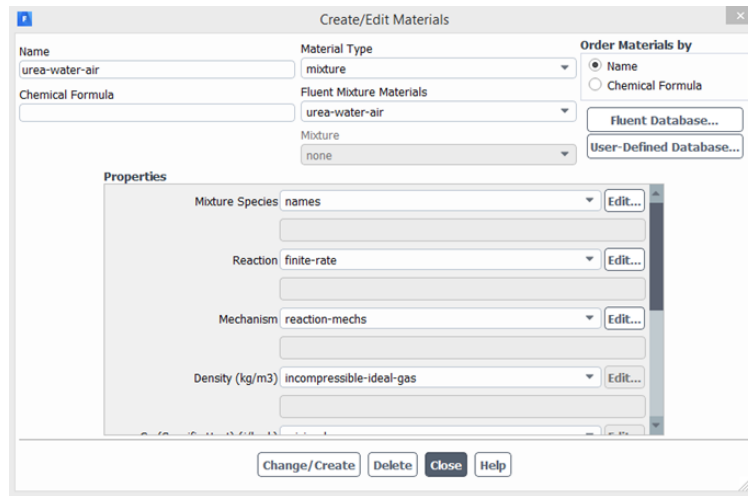 Create/Edit Materials
Name
urea-water-air
Chemical Formula
Material Type
mixture
Fluent Mixture Materials
urea-water-air
Mixture
none
Order Materials by
Name
Chemical Formula
Fluent Database...
User-Defined Database...
Properties
Mixture Species names Edit...
Reaction finite-rate Edit...
Mechanism reaction-mechs Edit...
Density (kg/m3) incompressible-ideal-gas Edit...
Change/Create Delete Close Help